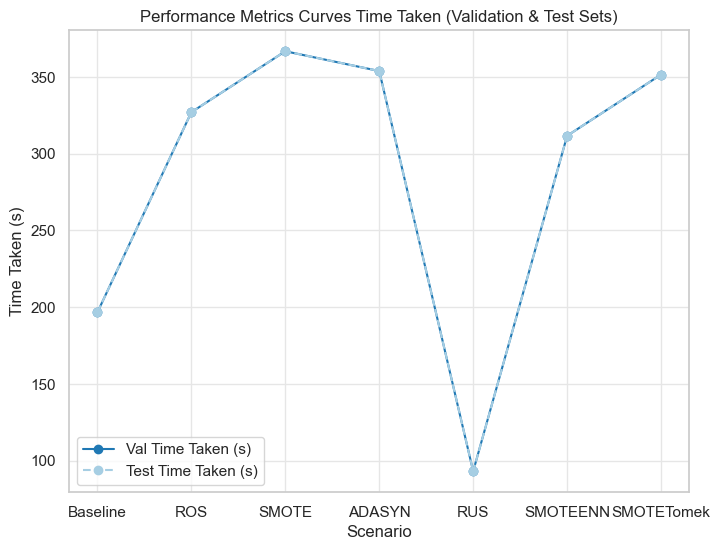 Performance Metrics Curves Time Taken (Validation & Test Sets)
Time Taken (s)
350
300
250
200
150
100
Val Time Taken (s)
Test Time Taken (s)
Baseline ROS SMOTE ADASYN RUS SMOTEENN SMOTETomek
Scenario